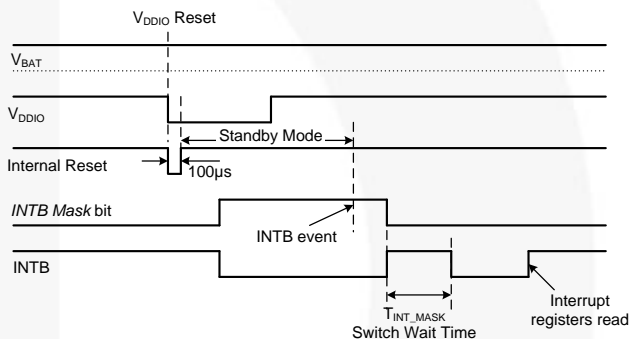 VDDIO Reset
VBAT
VDDIO
Standby Mode
Internal Reset
100µs
INTB Mask bit
INTB event
INTB
TINT_MASK
Switch Wait Time
Interrupt
registers read